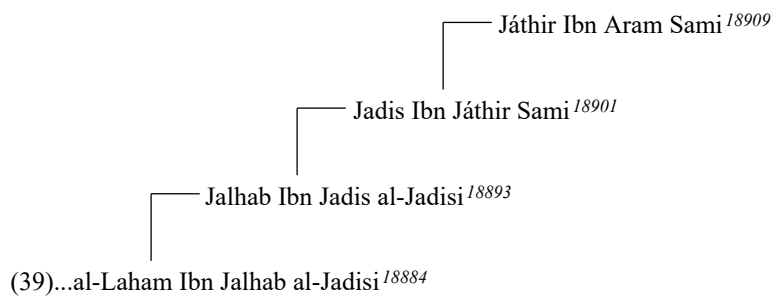 Játhir Ibn Aram Sami 18909
Jadis Ibn Játhir Sami 18901
Jalhab Ibn Jadis al-Jadisi 18893
(39)...al-Laham Ibn Jalhab al-Jadisi 18884